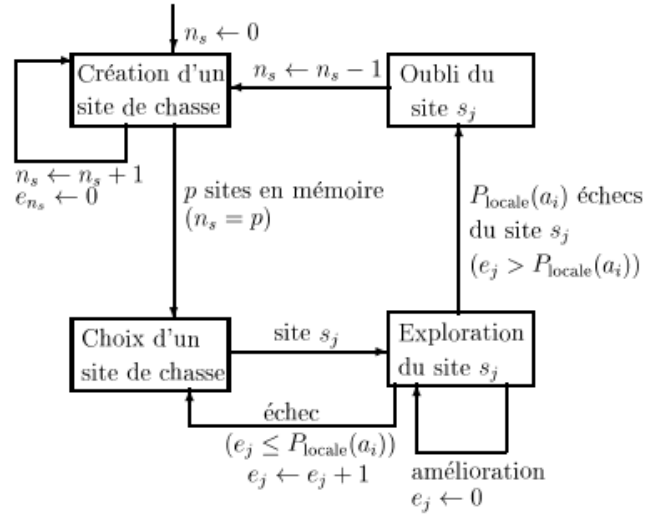 n_s ← 0
Création d'un
site de chasse
n_s ← n_s − 1
Oubli du
site s_j
n_s ← n_s + 1
e_{n_s} ← 0
p sites en mémoire
(n_s = p)
P_locale(a_i) échecs
du site s_j
(e_j > P_locale(a_i))
Choix d'un
site de chasse
site s_j
Exploration
du site s_j
échec
(e_j ≤ P_locale(a_i))
e_j ← e_j + 1
amélioration
e_j ← 0